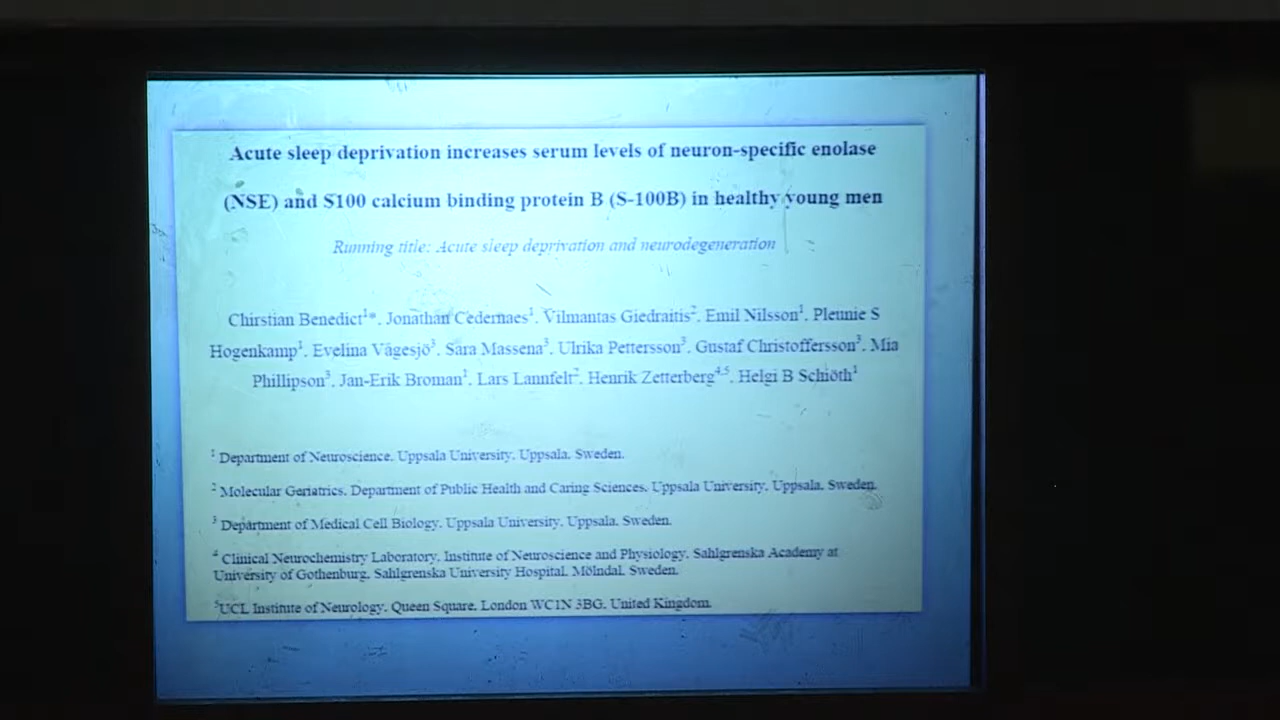 Acute sleep deprivation increases serum levels of neuron-specific enolase
(NSE) and S100 calcium binding protein B (S-100B) in healthy young men
Running title: Acute sleep deprivation and neurodegeneration
Chirstian Benedict¹*, Jonathan Cedernaes¹, Vilmantas Giedraitis², Emil Nilsson¹, Pleunie S
Hogenkamp¹, Evelina Vågesjö³, Sara Massena³, Ulrika Pettersson³, Gustaf Christoffersson³, Mia
Phillipson³, Jan-Erik Broman¹, Lars Lannfelt², Henrik Zetterberg⁴,⁵, Helgi B Schiöth¹
¹ Department of Neuroscience, Uppsala University, Uppsala, Sweden.
² Molecular Geriatrics, Department of Public Health and Caring Sciences, Uppsala University, Uppsala, Sweden.
³ Department of Medical Cell Biology, Uppsala University, Uppsala, Sweden.
⁴ Clinical Neurochemistry Laboratory, Institute of Neuroscience and Physiology, Sahlgrenska Academy at
University of Gothenburg, Sahlgrenska University Hospital, Mölndal, Sweden.
⁵UCL Institute of Neurology, Queen Square, London WC1N 3BG, United Kingdom